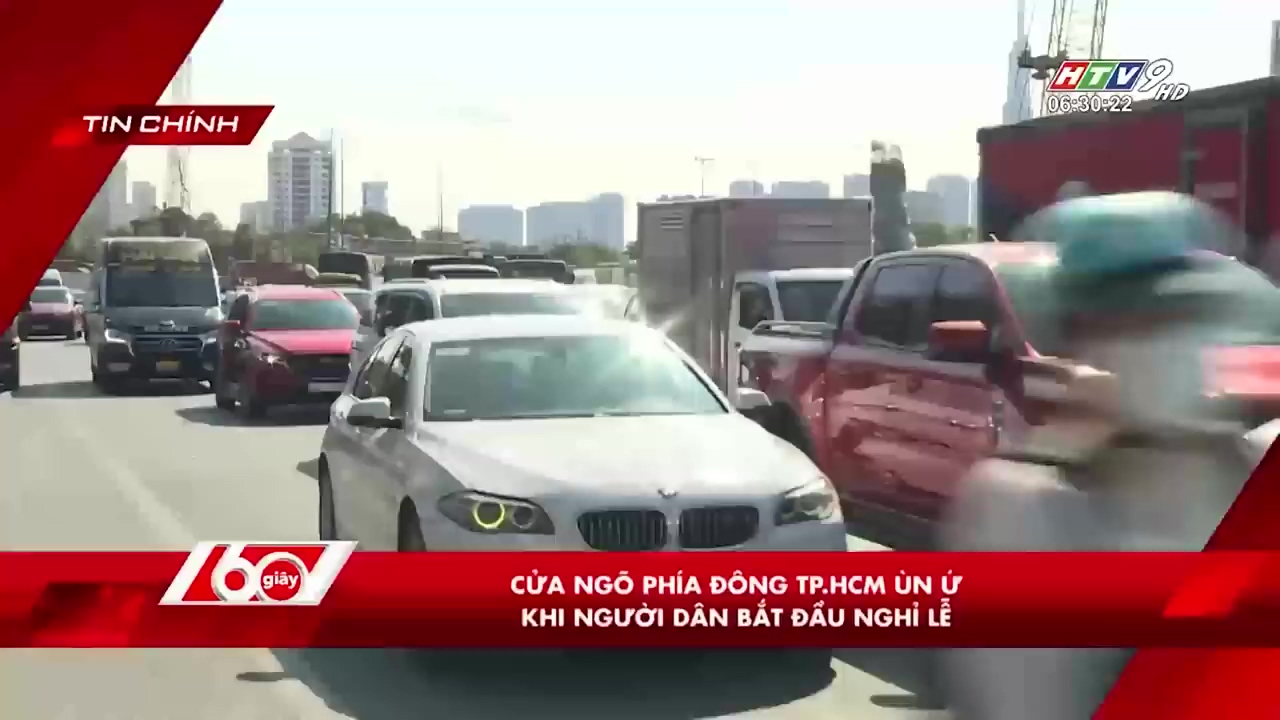 HTV9 HD
06:30:22
TIN CHÍNH
60 giây
CỬA NGÕ PHÍA ĐÔNG TP.HCM ÙN Ứ
KHI NGƯỜI DÂN BẮT ĐẦU NGHỈ LỄ